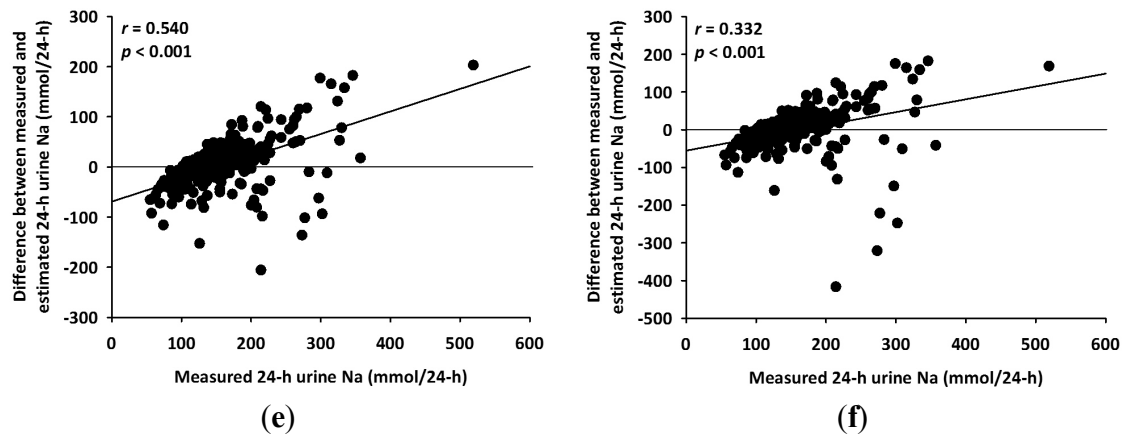 r = 0.540
p < 0.001
Difference between measured and
estimated 24-h urine Na (mmol/24-h)
300
200
100
0
-100
-200
-300
0 100 200 300 400 500 600
Measured 24-h urine Na (mmol/24-h)
(e)
r = 0.332
p < 0.001
Difference between measured and
estimated 24-h urine Na (mmol/24-h)
300
200
100
0
-100
-200
-300
-400
-500
0 100 200 300 400 500 600
Measured 24-h urine Na (mmol/24-h)
(f)